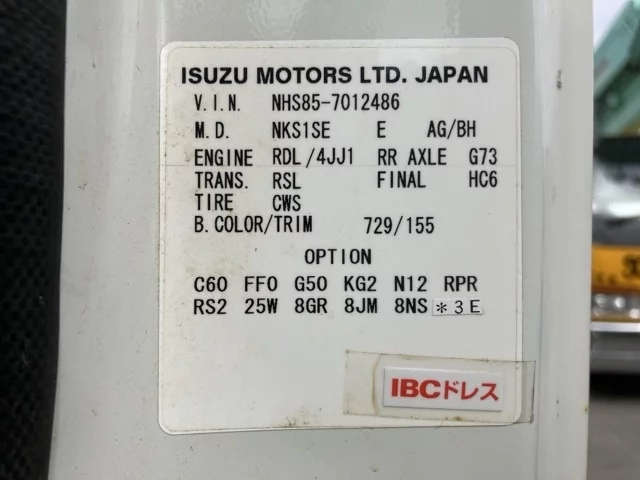 ISUZU MOTORS LTD. JAPAN
V.I.N. NHS85-7012486
M.D. NKS1SE E AG/BH
ENGINE RDL/4JJ1 RR AXLE G73
TRANS. RSL FINAL HC6
TIRE CWS
B.COLOR/TRIM 729/155
OPTION
C60 FF0 G50 KG2 N12 RPR
RS2 25W 8GR 8JM 8NS *3E
IBCドレス